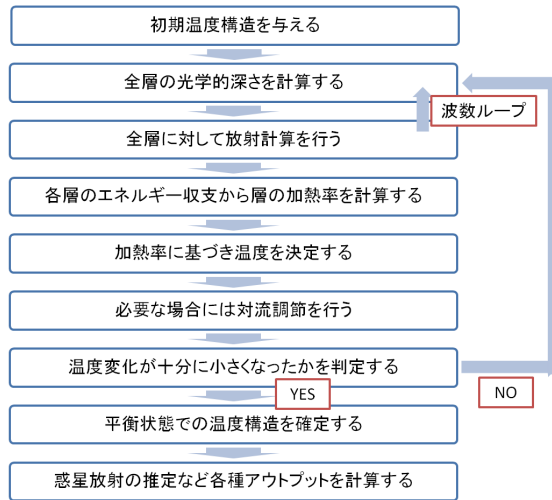 初期温度構造を与える
全層の光学的深さを計算する
波数ループ
全層に対して放射計算を行う
各層のエネルギー収支から層の加熱率を計算する
加熱率に基づき温度を決定する
必要な場合には対流調節を行う
温度変化が十分に小さくなったかを判定する
YES
NO
平衡状態での温度構造を確定する
惑星放射の推定など各種アウトプットを計算する